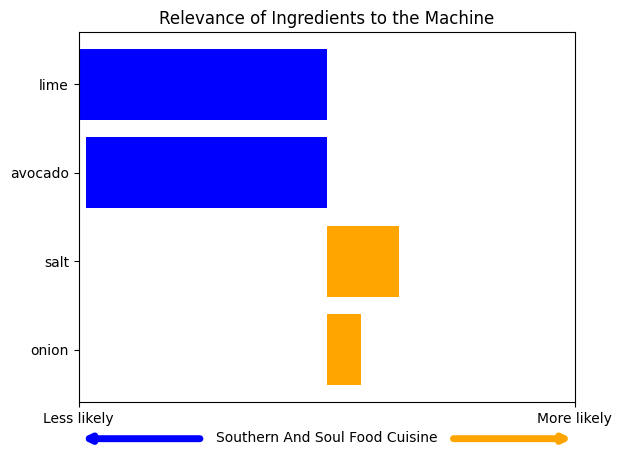 Relevance of Ingredients to the Machine
lime
avocado
salt
onion
Less likely More likely
Southern And Soul Food Cuisine